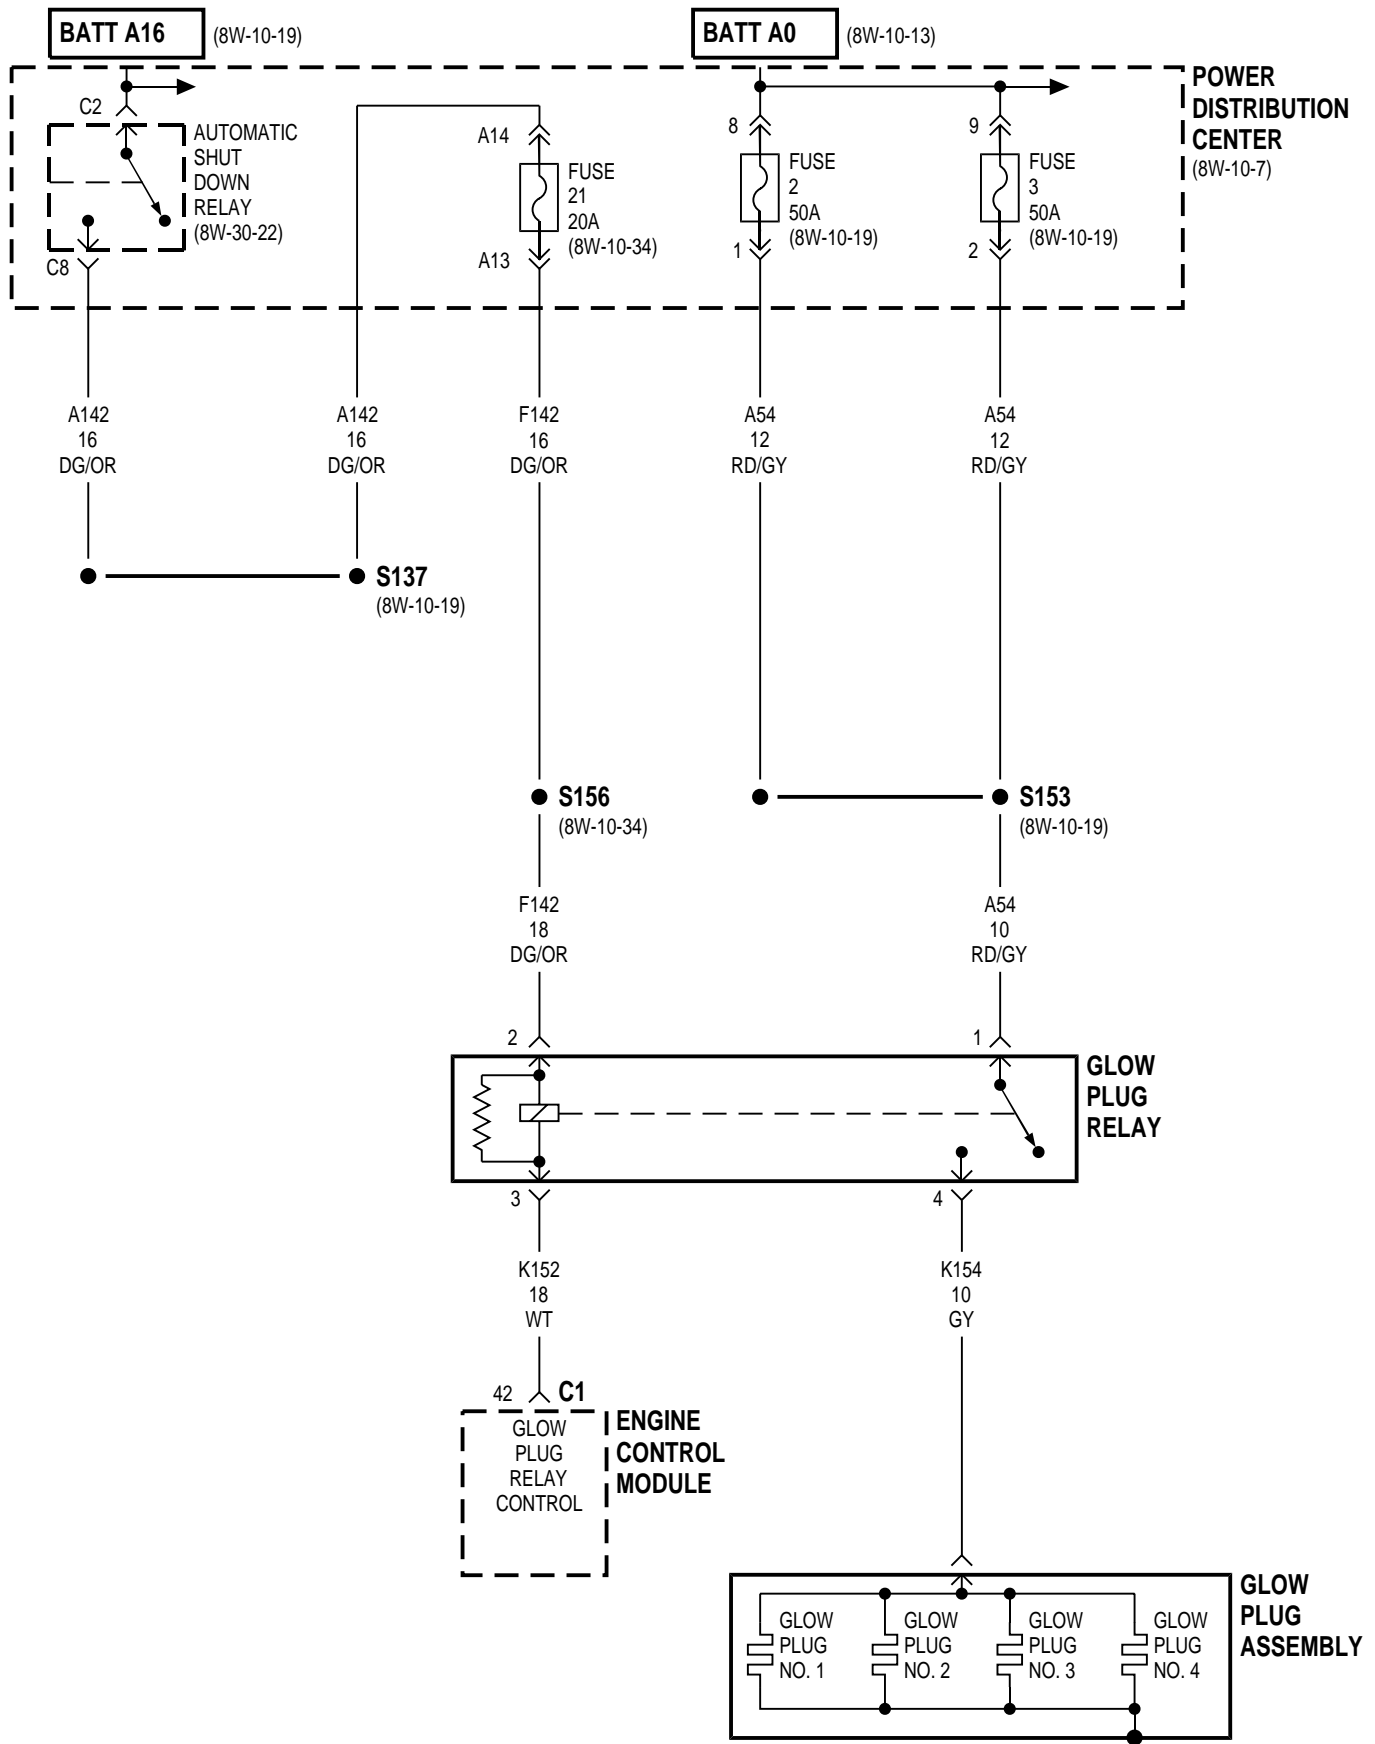 BATT A16 (8W-10-19)
BATT A0 (8W-10-13)
POWER
DISTRIBUTION
CENTER
(8W-10-7)
C2
AUTOMATIC
SHUT
DOWN
RELAY
(8W-30-22)
C8
A14
FUSE
21
20A
(8W-10-34)
A13
8
FUSE
2
50A
(8W-10-19)
1
9
FUSE
3
50A
(8W-10-19)
2
A142
16
DG/OR
A142
16
DG/OR
F142
16
DG/OR
A54
12
RD/GY
A54
12
RD/GY
S137
(8W-10-19)
S156
(8W-10-34)
S153
(8W-10-19)
F142
18
DG/OR
A54
10
RD/GY
2
1
GLOW
PLUG
RELAY
3
4
K152
18
WT
K154
10
GY
42 C1
GLOW
PLUG
RELAY
CONTROL
ENGINE
CONTROL
MODULE
GLOW
PLUG
NO. 1
GLOW
PLUG
NO. 2
GLOW
PLUG
NO. 3
GLOW
PLUG
NO. 4
GLOW
PLUG
ASSEMBLY